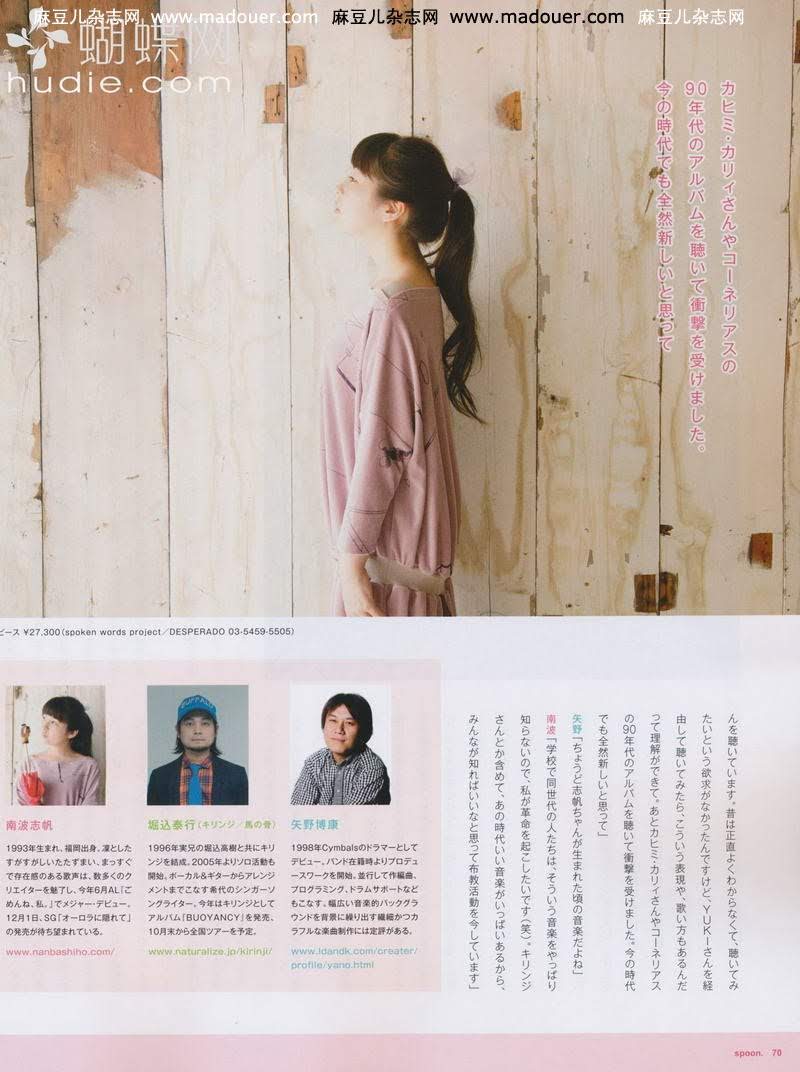 麻豆儿杂志网 www.madouer.com 麻豆儿杂志网 www.madouer.com 麻豆儿杂志网
蝴蝶网
hudie.com
カヒミ・カリィさんやコーネリアスの
90年代のアルバムを聴いて衝撃を受けました。
今の時代でも全然新しいと思って
ピース ¥27,300(spoken words project/DESPERADO 03-5459-5505)
んを聴いています。昔は正直よくわからなくて、聴いてみ
たいという欲求がなかったんですけど、YUKIさんを経
由して聴いてみたら、こういう表現や、歌い方もあるんだ
って理解ができて。あとカヒミ・カリィさんやコーネリアス
の90年代のアルバムを聴いて衝撃を受けました。今の時代
でも全然新しいと思って」
矢野「ちょうど志帆ちゃんが生まれた頃の音楽だよね」
南波「学校で同世代の人たちは、そういう音楽をやっぱり
知らないので、私が革命を起こしたいです(笑)。キリンジ
さんとか含めて、あの時代いい音楽がいっぱいあるから、
みんなが知ればいいなと思って布教活動を今しています」
南波志帆
1993年生まれ、福岡出身。凜とした
すがすがしいたたずまい、まっすぐ
で存在感のある歌声は、数多くのク
リエイターを魅了し、今年6月AL『ご
めんね、私。』でメジャー・デビュー。
12月1日、SG「オーロラに隠れて」
の発売が待ち望まれている。
www.nanbashiho.com/
堀込泰行(キリンジ/馬の骨)
1996年実兄の堀込高樹と共にキリ
ンジを結成。2005年よりソロ活動も
開始。ボーカル&ギターからアレンジ
メントまでこなす希代のシンガーソ
ングライター。今年はキリンジとして
アルバム『BUOYANCY』を発売、
10月末から全国ツアーを予定。
www.naturalize.jp/kirinji/
矢野博康
1998年Cymbalsのドラマーとして
デビュー。バンド在籍時よりプロデュ
ースワークを開始。並行して作編曲、
プログラミング、ドラムサポートなど
もこなす。幅広い音楽的バックグラ
ウンドを背景に繰り出す繊細かつカ
ラフルな楽曲制作には定評がある。
www.ldandk.com/creater/
profile/yano.html
spoon. 70